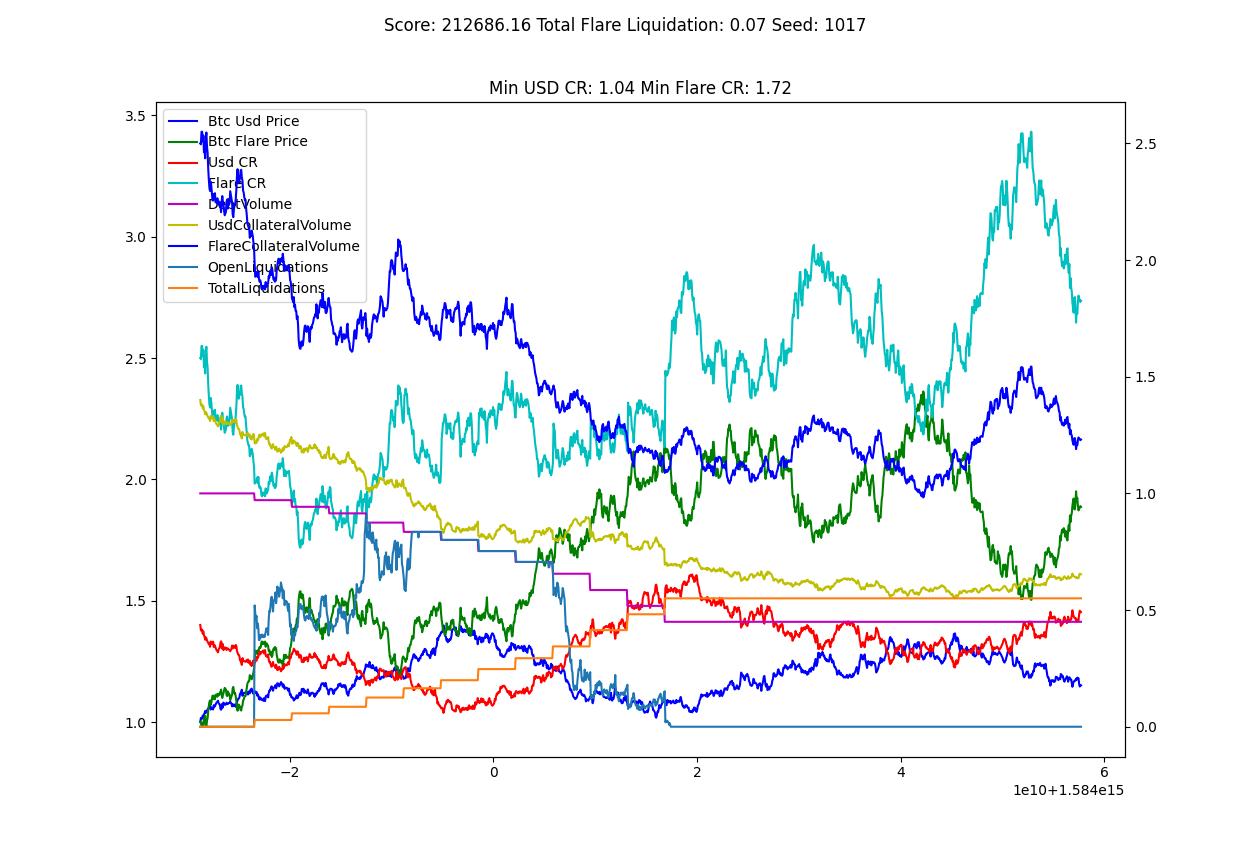 Score: 212686.16 Total Flare Liquidation: 0.07 Seed: 1017
Min USD CR: 1.04 Min Flare CR: 1.72
Btc Usd Price
Btc Flare Price
Usd CR
Flare CR
DebtVolume
UsdCollateralVolume
FlareCollateralVolume
OpenLiquidations
TotalLiquidations
3.5
3.0
2.5
2.0
1.5
1.0
2.5
2.0
1.5
1.0
0.5
0.0
−2
0
2
4
6
1e10+1.584e15